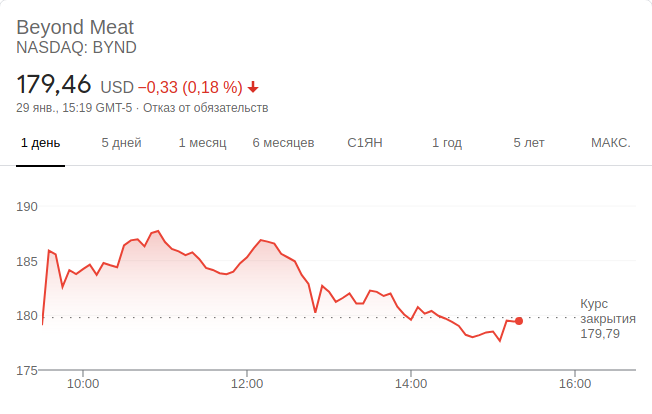 Beyond Meat
NASDAQ: BYND
179,46 USD −0,33 (0,18 %)
29 янв., 15:19 GMT-5 · Отказ от обязательств
1 день 5 дней 1 месяц 6 месяцев С1ЯН 1 год 5 лет МАКС.
190
185
180
175
Курс
закрытия
179,79
10:00 12:00 14:00 16:00